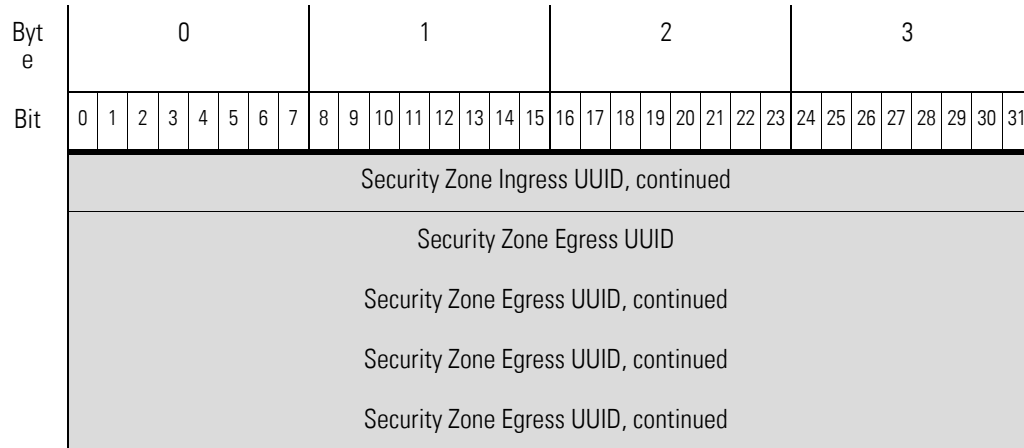 Byt 0 1 2 3
e
Bit 0 1 2 3 4 5 6 7 8 9 10 11 12 13 14 15 16 17 18 19 20 21 22 23 24 25 26 27 28 29 30 31
Security Zone Ingress UUID, continued
Security Zone Egress UUID
Security Zone Egress UUID, continued
Security Zone Egress UUID, continued
Security Zone Egress UUID, continued